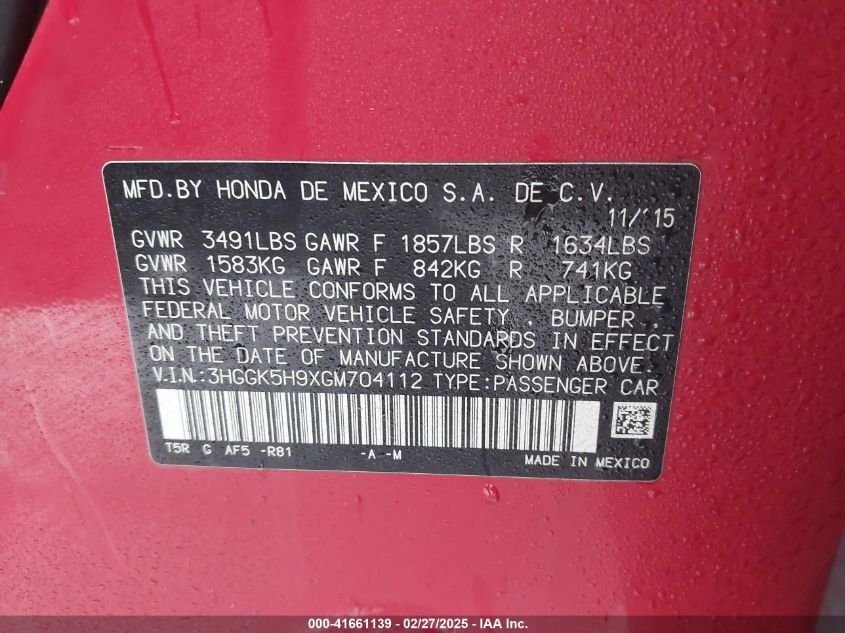 MFD.BY HONDA DE MEXICO S.A. DE C.V.
11/'15
GVWR 3491LBS GAWR F 1857LBS R 1634LBS
GVWR 1583KG GAWR F 842KG R 741KG
THIS VEHICLE CONFORMS TO ALL APPLICABLE
FEDERAL MOTOR VEHICLE SAFETY , BUMPER ,
AND THEFT PREVENTION STANDARDS IN EFFECT
ON THE DATE OF MANUFACTURE SHOWN ABOVE.
V.I.N.:3HGGK5H9XGM704112 TYPE:PASSENGER CAR
T5R G AF5 -R81 -A -M
MADE IN MEXICO
000-41661139 - 02/27/2025 - IAA Inc.